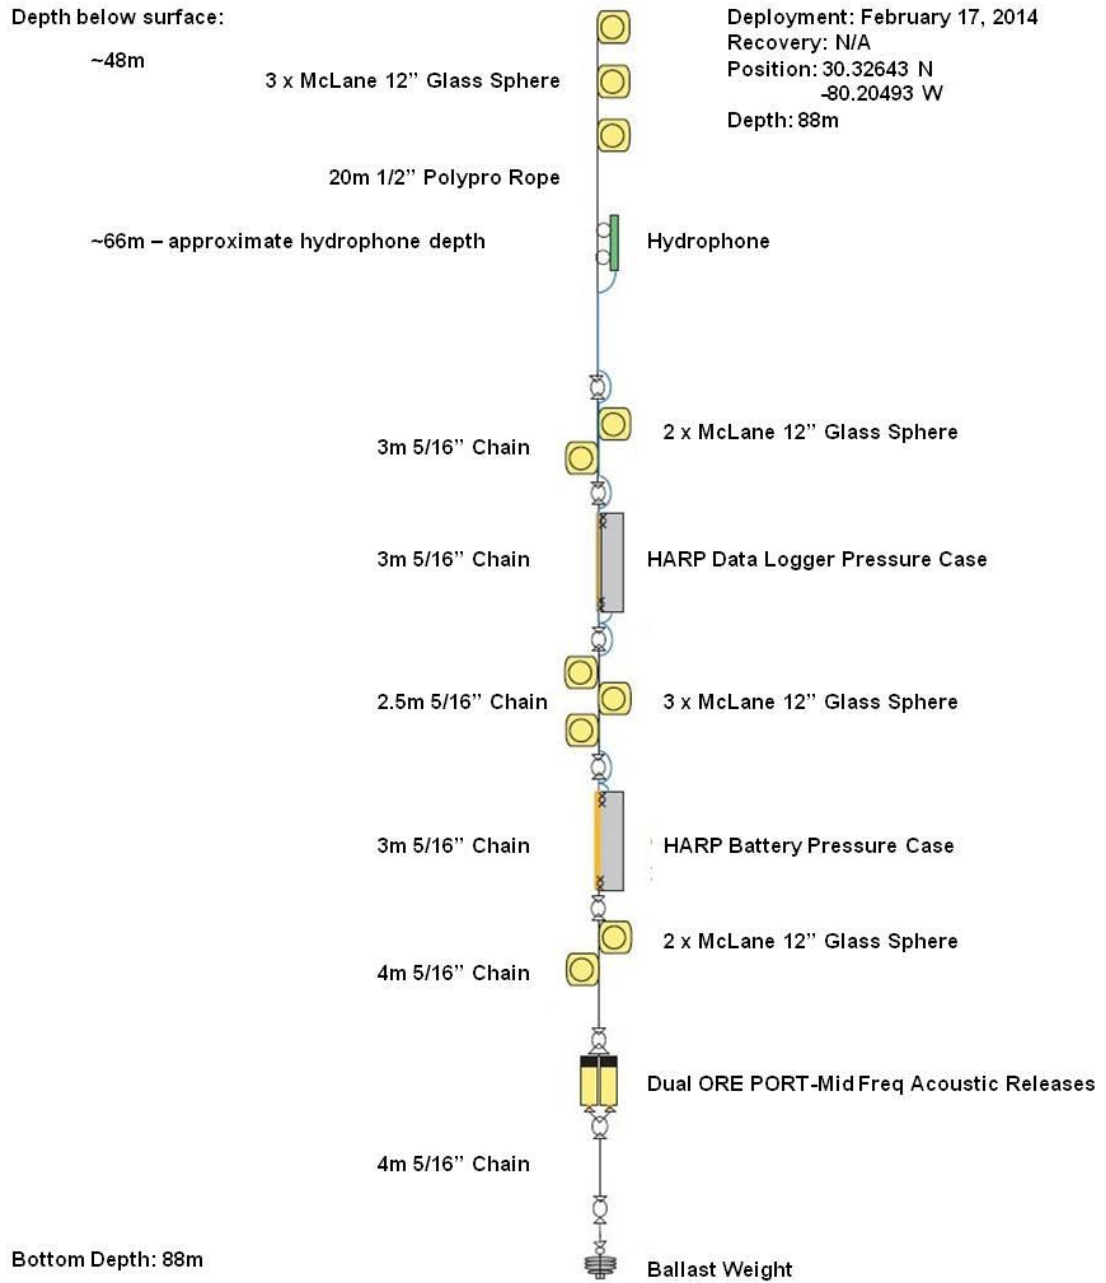 Depth below surface:
~48m
Deployment: February 17, 2014
Recovery: N/A
Position: 30.32643 N
-80.20493 W
Depth: 88m
3 x McLane 12” Glass Sphere
20m 1/2” Polypro Rope
~66m – approximate hydrophone depth
Hydrophone
2 x McLane 12” Glass Sphere
3m 5/16” Chain
3m 5/16” Chain
HARP Data Logger Pressure Case
2.5m 5/16” Chain
3 x McLane 12” Glass Sphere
3m 5/16” Chain
HARP Battery Pressure Case
2 x McLane 12” Glass Sphere
4m 5/16” Chain
Dual ORE PORT-Mid Freq Acoustic Releases
4m 5/16” Chain
Bottom Depth: 88m
Ballast Weight